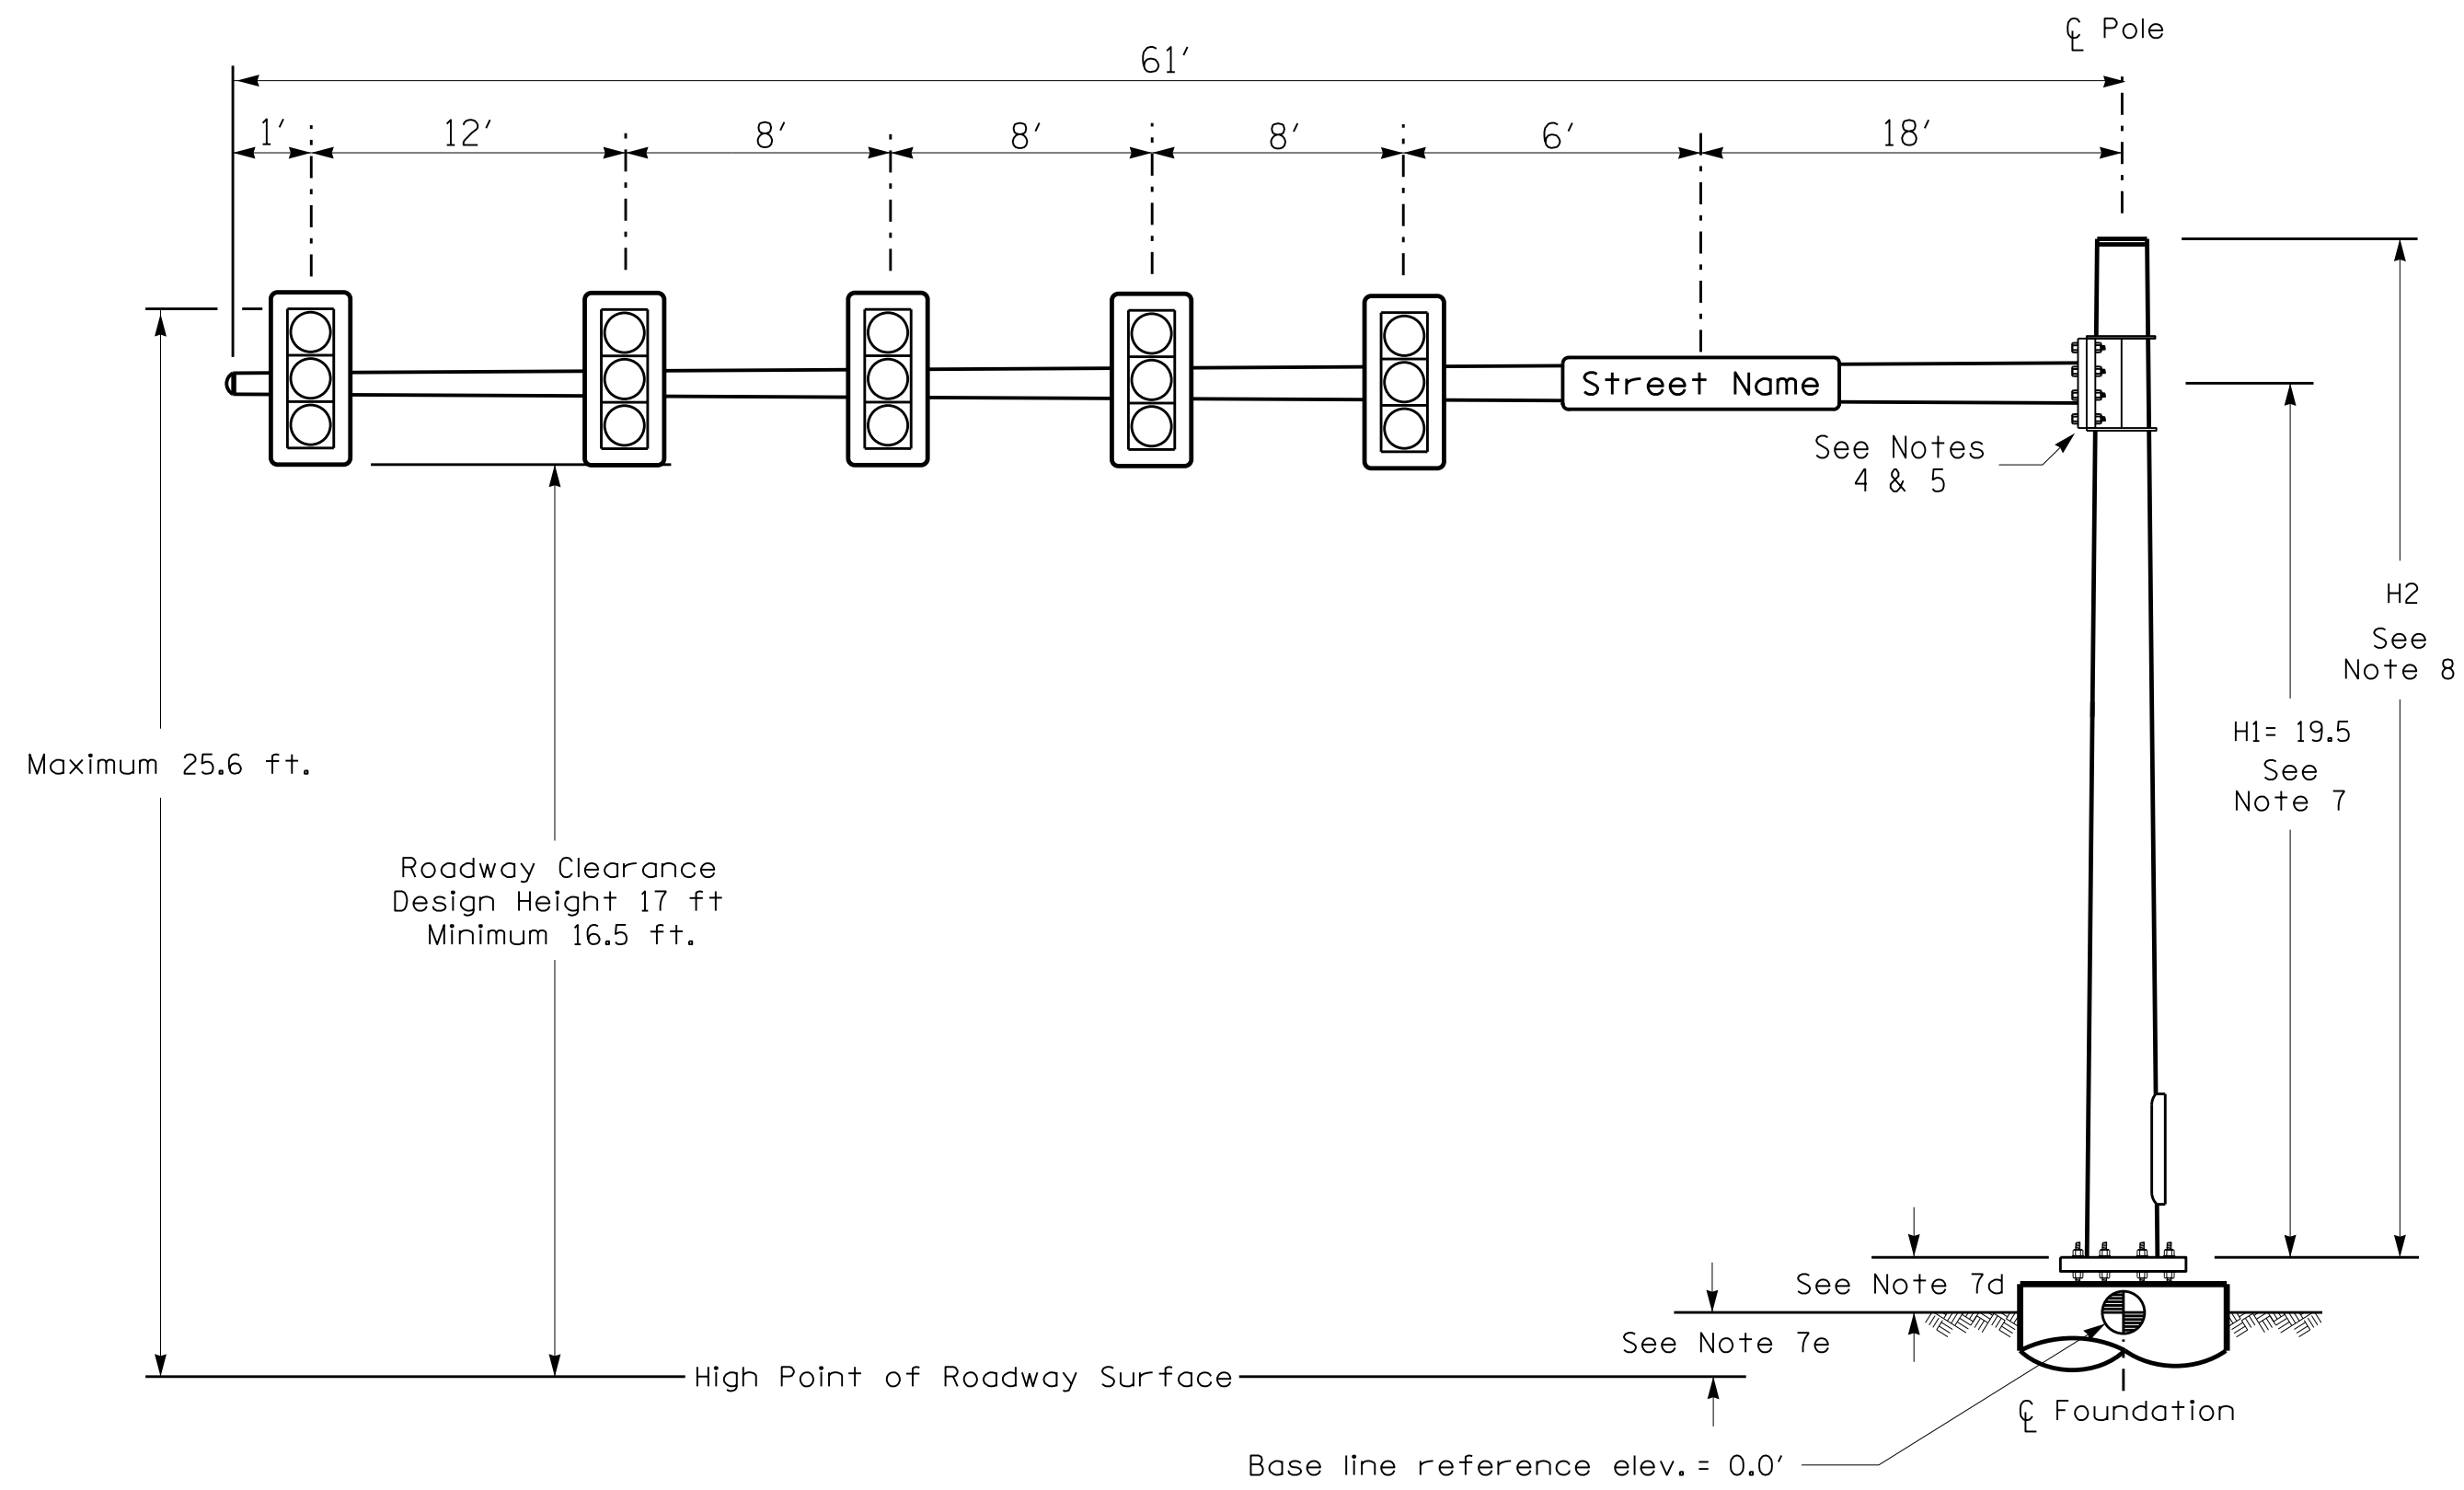 ℄ Pole
61'
1'
12'
8'
8'
8'
6'
18'
Street Name
See Notes
4 & 5
H2
See
Note 8
H1= 19.5
See
Note 7
Maximum 25.6 ft.
Roadway Clearance
Design Height 17 ft
Minimum 16.5 ft.
See Note 7d
See Note 7e
High Point of Roadway Surface
℄ Foundation
Base line reference elev. = 0.0'